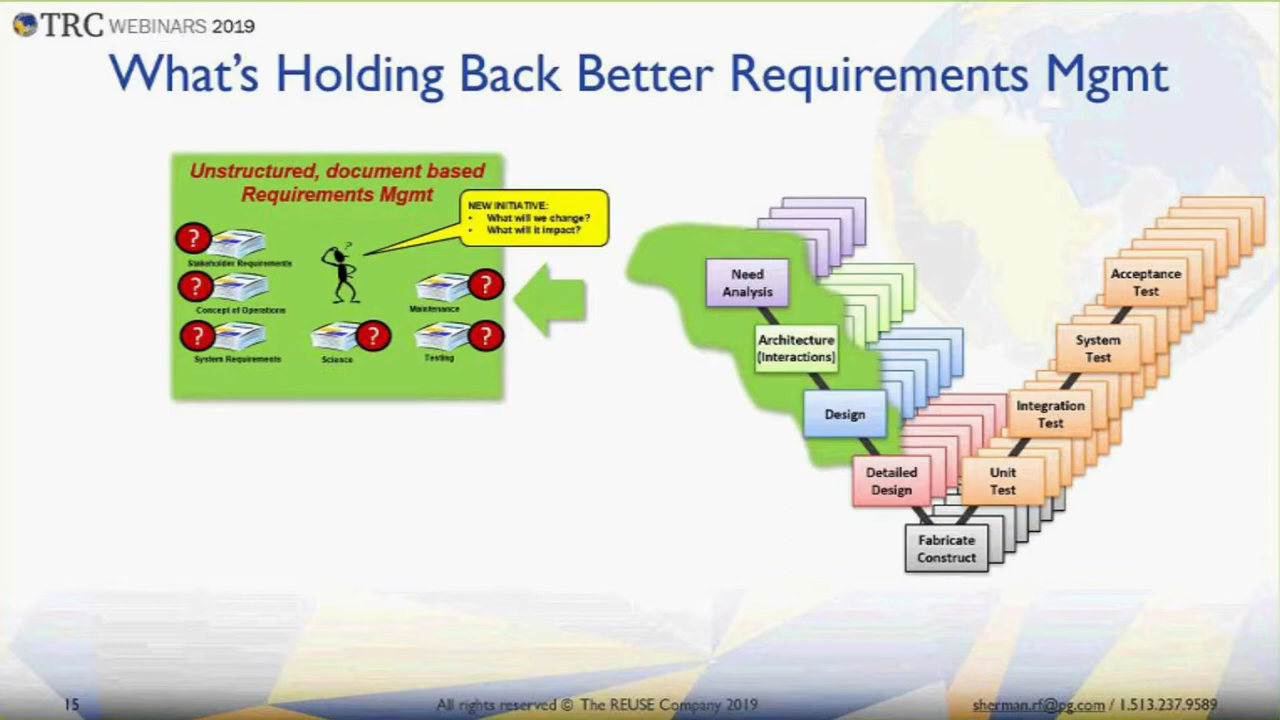 TRC WEBINARS 2019
What's Holding Back Better Requirements Mgmt
Unstructured, document based
Requirements Mgmt
NEW INITIATIVE:
• What will we change?
• What will it impact?
?
Stakeholder Requirements
?
Concept of Operations
?
System Requirements
?
Science
?
Maintenance
?
Testing
?
Need
Analysis
Architecture
(Interactions)
Design
Detailed
Design
Fabricate
Construct
Unit
Test
Integration
Test
System
Test
Acceptance
Test
15
All rights reserved © The REUSE Company 2019
sherman.rf@pg.com / 1.513.237.9589